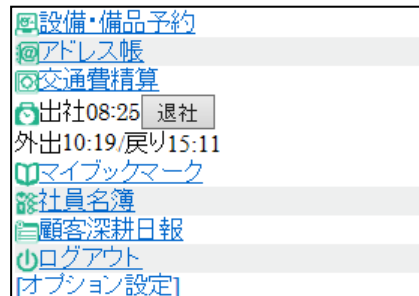 設備・備品予約
アドレス帳
交通費精算
出社08:25 退社
外出10:19/戻り15:11
マイブックマーク
社員名簿
顧客深耕日報
ログアウト
[オプション設定]